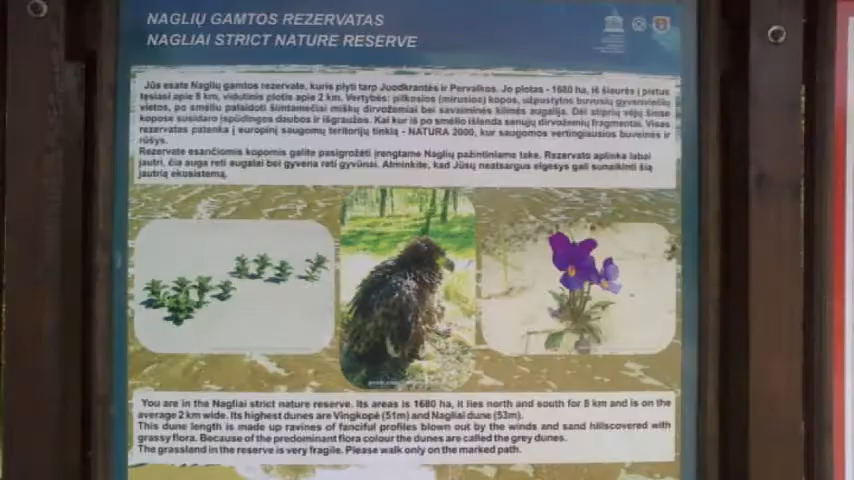 NAGLIŲ GAMTOS REZERVATAS
NAGLIAI STRICT NATURE RESERVE
Jūs esate Naglių gamtos rezervate, kuris plyti tarp Juodkrantės ir Pervalkos. Jo plotas - 1680 ha, iš šiaurės į pietus
tęsiasi apie 8 km, vidutinis plotis apie 2 km. Vertybės: pilkosios (mirusios) kopos, užpustytos buvusių gyvenviečių
vietos, po smėliu palaidoti šimtamečiai miškų dirvožemiai bei savaiminės kilmės augalija. Dėl stiprių vėjų šiose
kopose susidaro įspūdingos daubos ir išgraužos. Kai kur iš po smėlio išlenda senųjų dirvožemių fragmentai. Visas
rezervatas patenka į europinį saugomų teritorijų tinklą - NATURA 2000, kur saugomos vertingiausios buveinės ir
rūšys.
Rezervate esančiomis kopomis galite pasigrožėti įrengtame Naglių pažintiniame take. Rezervato aplinka labai
jautri, čia auga reti augalai bei gyvena reti gyvūnai. Atminkite, kad Jūsų neatsargus elgesys gali sunaikinti šią
jautrią ekosistemą.
You are in the Nagliai strict nature reserve. Its areas is 1680 ha, it lies north and south for 8 km and is on the
average 2 km wide. Its highest dunes are Vingkopė (51m) and Nagliai dune (53m).
This dune length is made up ravines of fanciful profiles blown out by the winds and sand hillscovered with
grassy flora. Because of the predominant flora colour the dunes are called the grey dunes.
The grassland in the reserve is very fragile. Please walk only on the marked path.